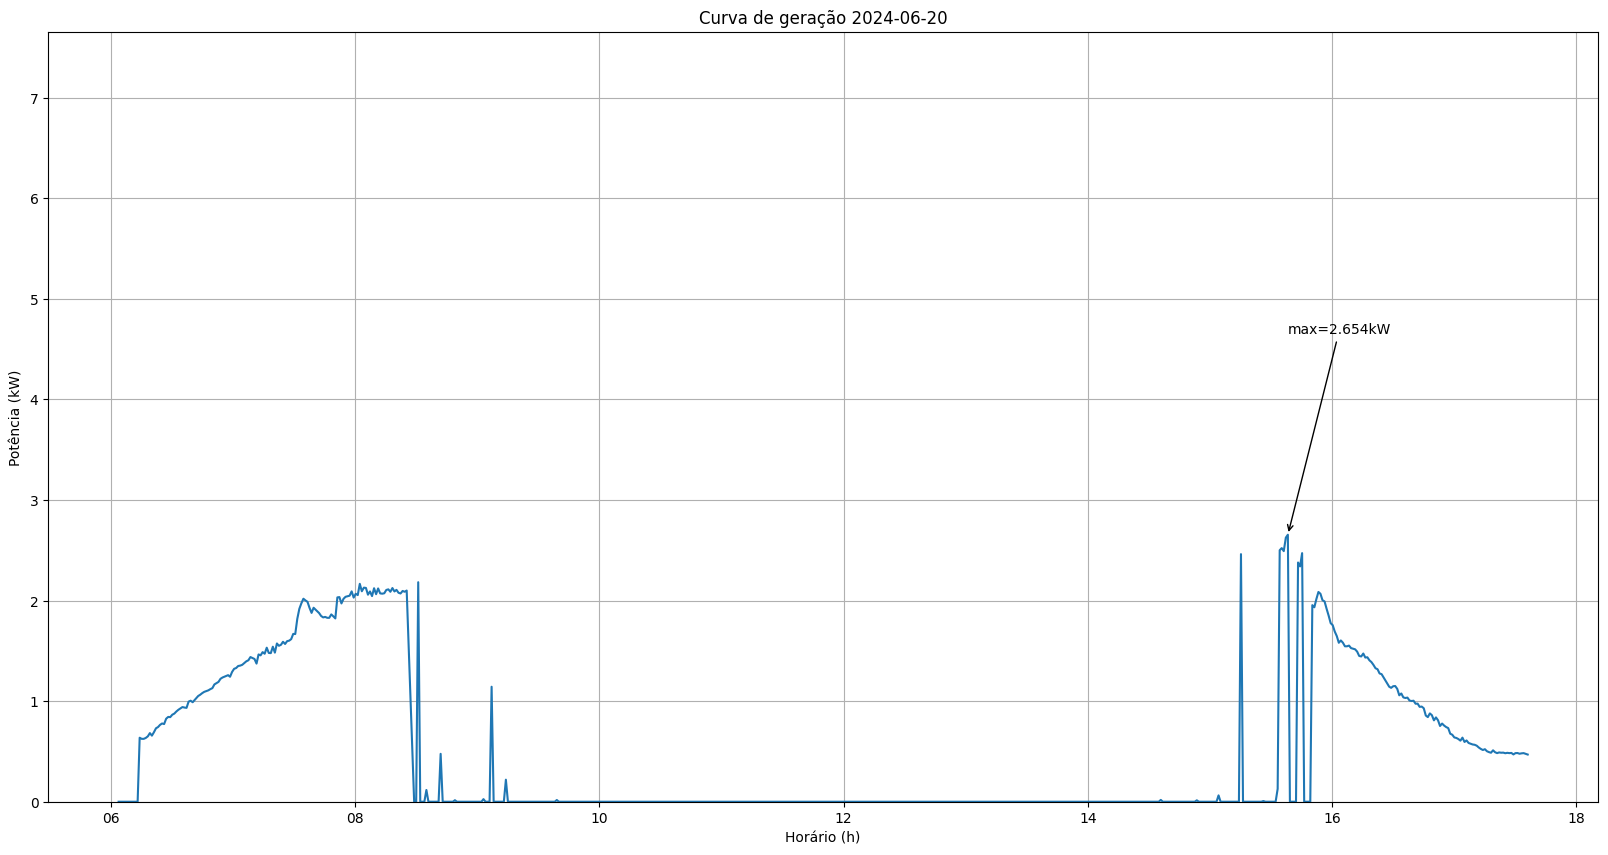 Curva de geração 2024-06-20
Potência (kW)
7
6
5
4
3
2
1
0
max=2.654kW
06 08 10 12 14 16 18
Horário (h)